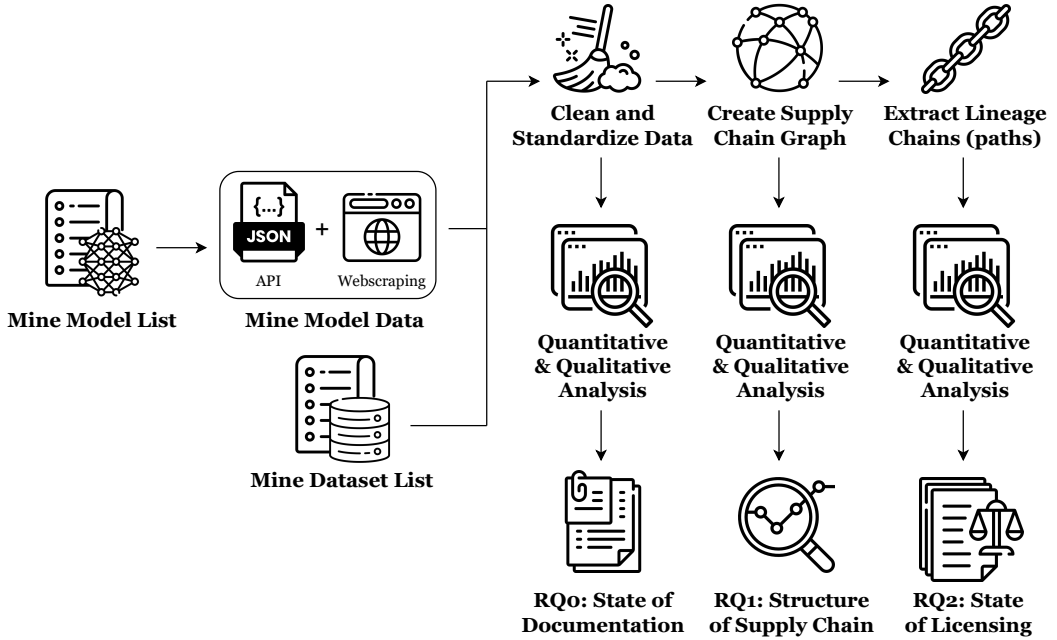 Clean and
Standardize Data
Create Supply
Chain Graph
Extract Lineage
Chains (paths)
{...}
JSON
+
API
Webscraping
Mine Model List
Mine Model Data
Mine Dataset List
Quantitative
& Qualitative
Analysis
Quantitative
& Qualitative
Analysis
Quantitative
& Qualitative
Analysis
RQ0: State of
Documentation
RQ1: Structure
of Supply Chain
RQ2: State
of Licensing